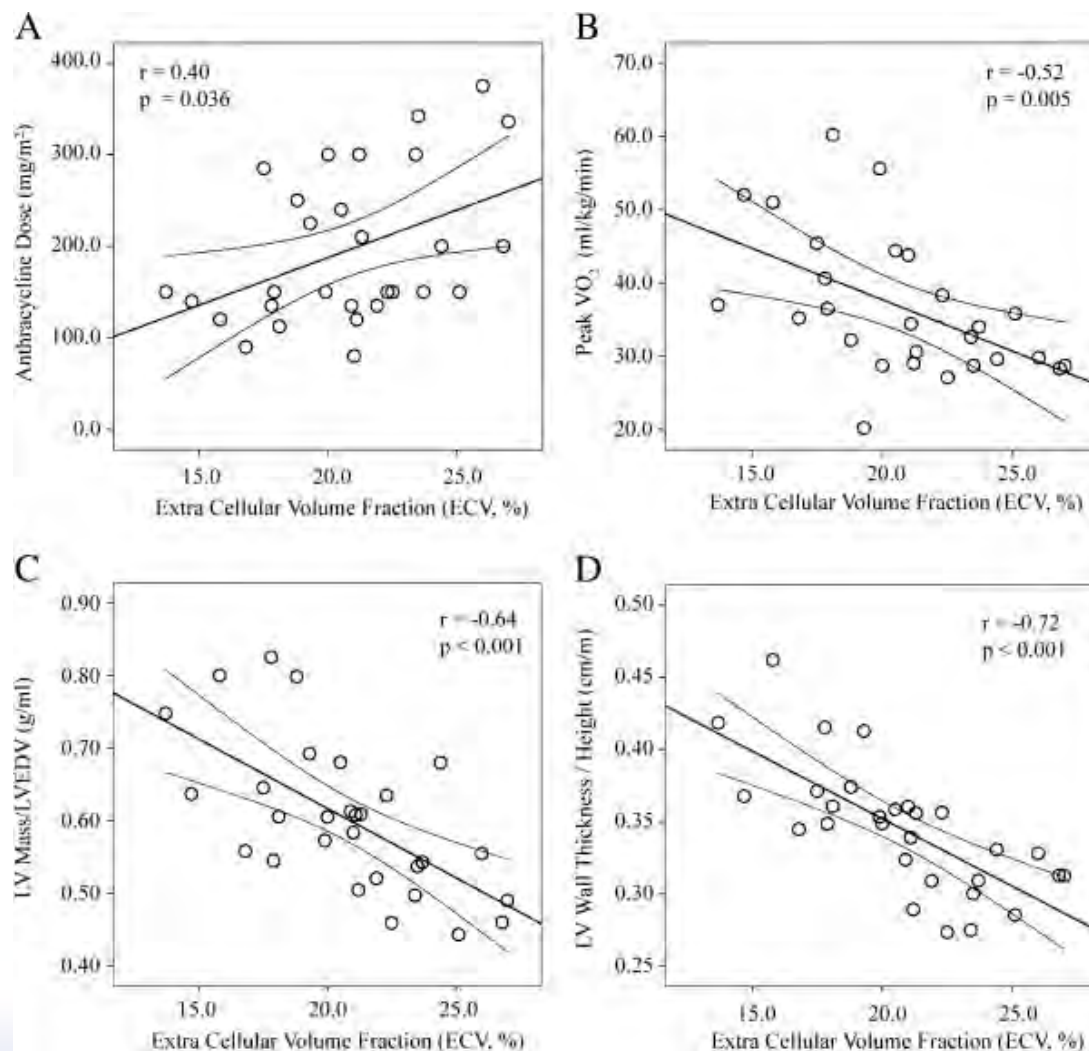 A
r = 0.40
p = 0.036
Anthracycline Dose (mg/m²)
400.0
300.0
200.0
100.0
0.0
15.0 20.0 25.0
Extra Cellular Volume Fraction (ECV, %)
B
r = -0.52
p = 0.005
Peak VO₂ (ml/kg/min)
70.0
60.0
50.0
40.0
30.0
20.0
15.0 20.0 25.0
Extra Cellular Volume Fraction (ECV, %)
C
r = -0.64
p < 0.001
LV Mass/LVEDV (g/ml)
0.90
0.80
0.70
0.60
0.50
0.40
15.0 20.0 25.0
Extra Cellular Volume Fraction (ECV, %)
D
r = -0.72
p < 0.001
LV Wall Thickness / Height (cm/m)
0.50
0.45
0.40
0.35
0.30
0.25
15.0 20.0 25.0
Extra Cellular Volume Fraction (ECV, %)